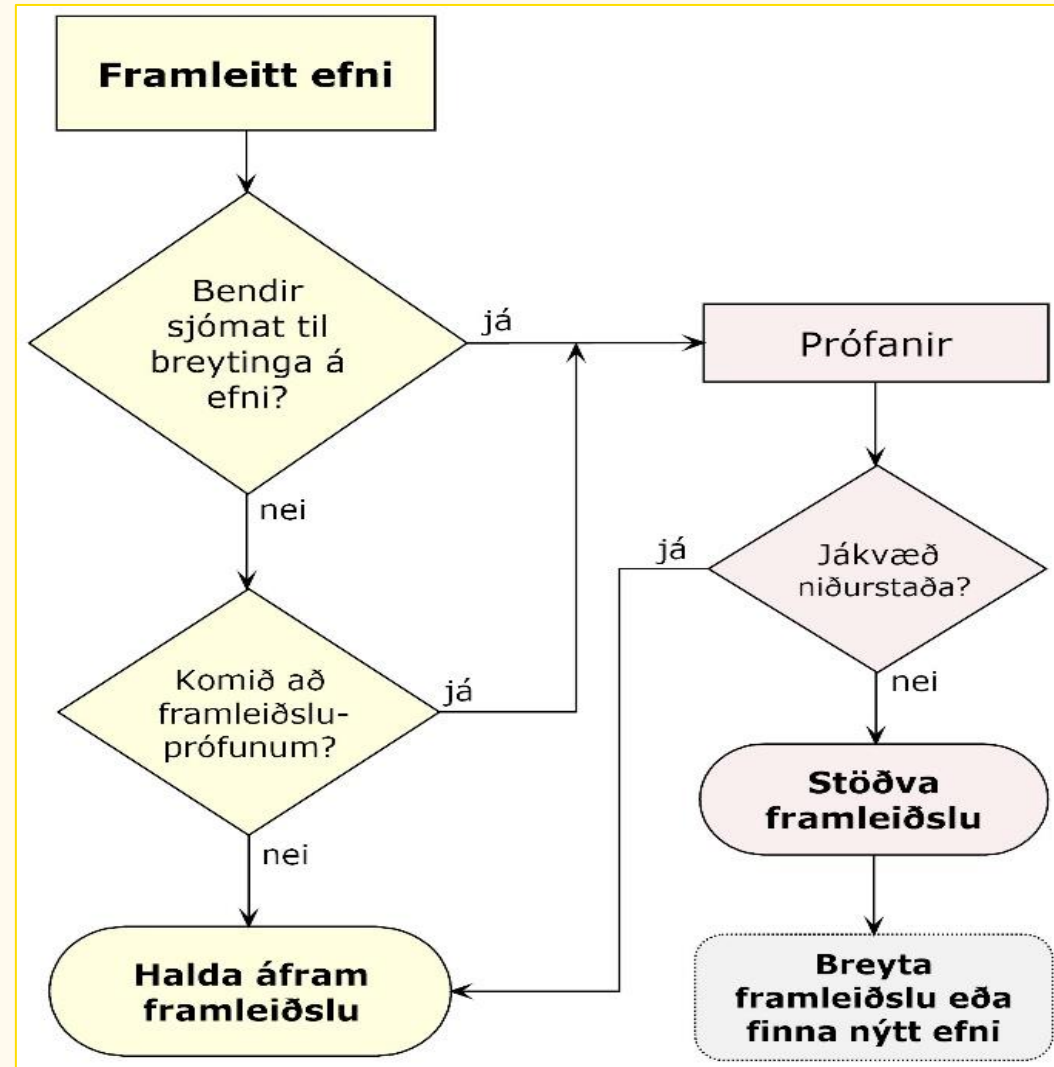 Framleitt efni
Bendir
sjómat til
breytinga á
efni?
já
nei
Komið að
framleiðslu-
prófunum?
já
nei
Halda áfram
framleiðslu
Prófanir
Jákvæð
niðurstaða?
já
nei
Stöðva
framleiðslu
Breyta
framleiðslu eða
finna nýtt efni